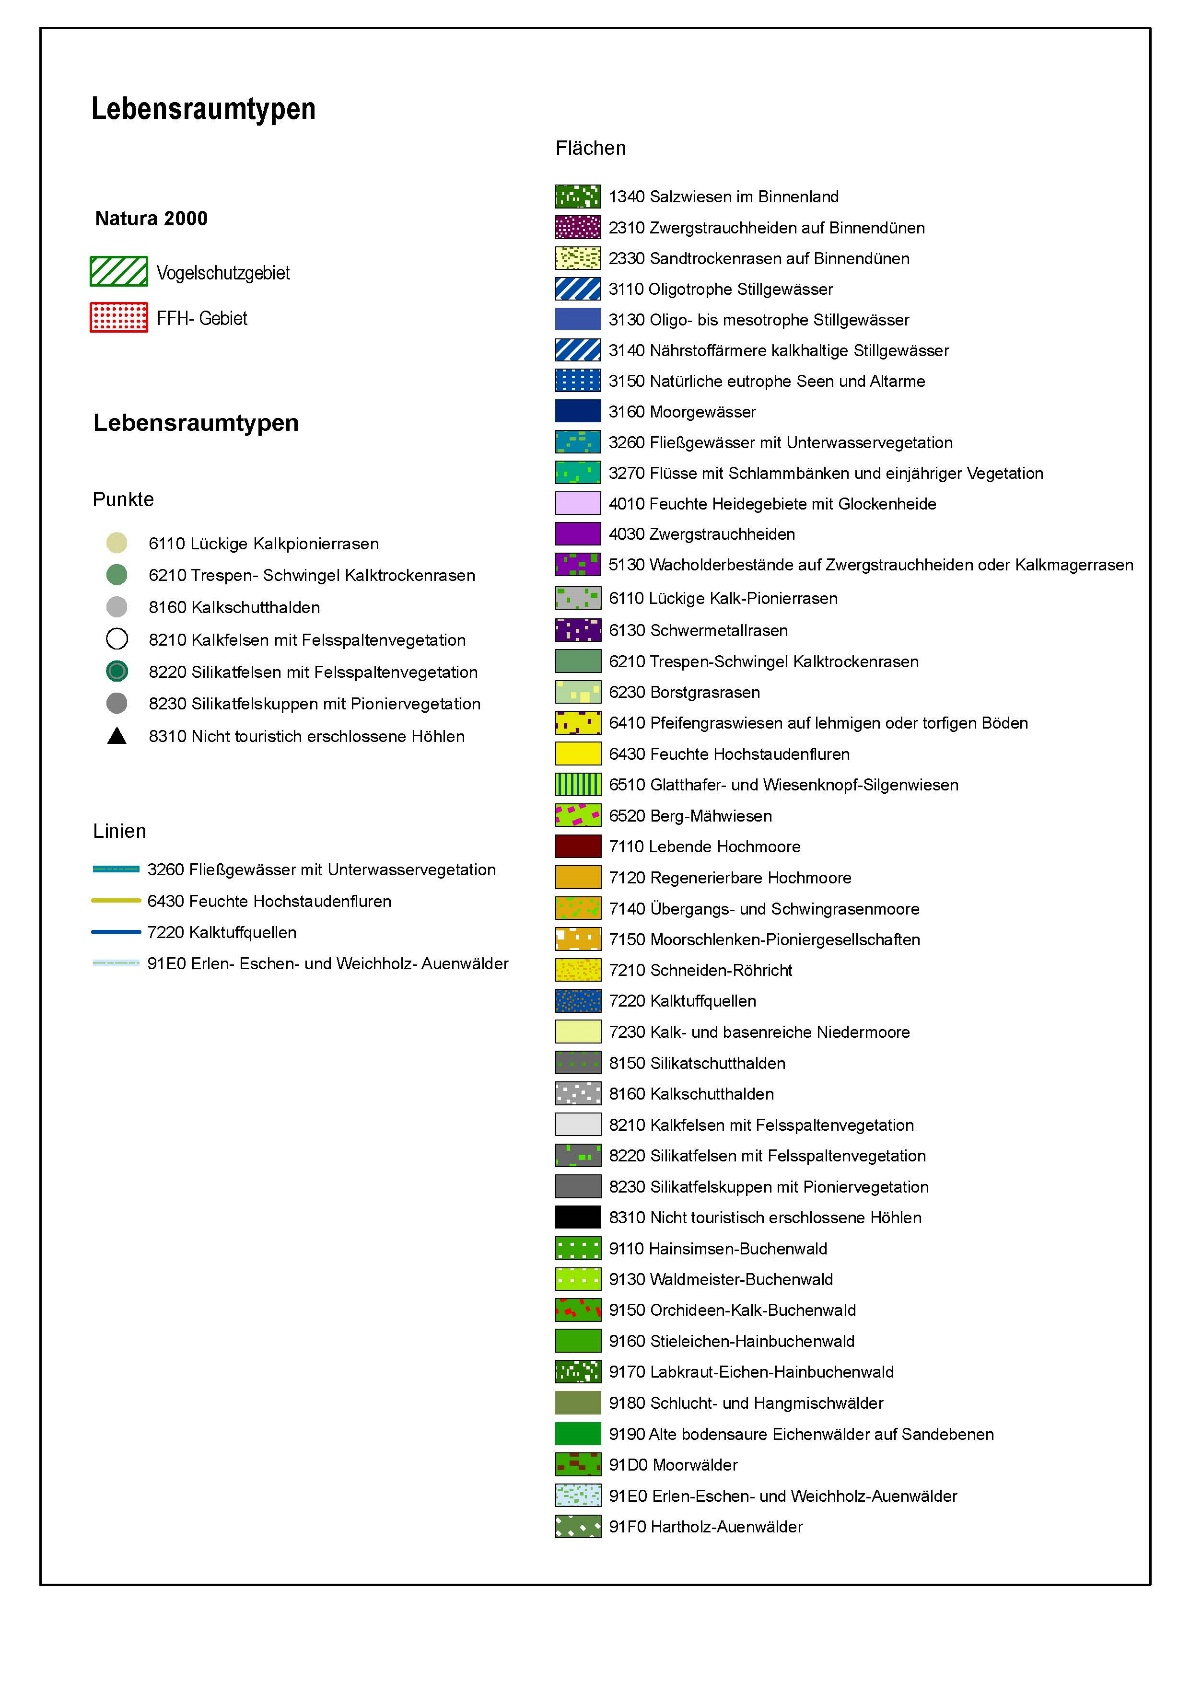 Lebensraumtypen
Natura 2000
Vogelschutzgebiet
FFH- Gebiet
Lebensraumtypen
Punkte
6110 Lückige Kalkpionierrasen
6210 Trespen- Schwingel Kalktrockenrasen
8160 Kalkschutthalden
8210 Kalkfelsen mit Felsspaltenvegetation
8220 Silikatfelsen mit Felsspaltenvegetation
8230 Silikatfelskuppen mit Pioniervegetation
8310 Nicht touristich erschlossene Höhlen
Linien
3260 Fließgewässer mit Unterwasservegetation
6430 Feuchte Hochstaudenfluren
7220 Kalktuffquellen
91E0 Erlen- Eschen- und Weichholz- Auenwälder
Flächen
1340 Salzwiesen im Binnenland
2310 Zwergstrauchheiden auf Binnendünen
2330 Sandtrockenrasen auf Binnendünen
3110 Oligotrophe Stillgewässer
3130 Oligo- bis mesotrophe Stillgewässer
3140 Nährstoffärmere kalkhaltige Stillgewässer
3150 Natürliche eutrophe Seen und Altarme
3160 Moorgewässer
3260 Fließgewässer mit Unterwasservegetation
3270 Flüsse mit Schlammbänken und einjähriger Vegetation
4010 Feuchte Heidegebiete mit Glockenheide
4030 Zwergstrauchheiden
5130 Wacholderbestände auf Zwergstrauchheiden oder Kalkmagerrasen
6110 Lückige Kalk-Pionierrasen
6130 Schwermetallrasen
6210 Trespen-Schwingel Kalktrockenrasen
6230 Borstgrasrasen
6410 Pfeifengraswiesen auf lehmigen oder torfigen Böden
6430 Feuchte Hochstaudenfluren
6510 Glatthafer- und Wiesenknopf-Silgenwiesen
6520 Berg-Mähwiesen
7110 Lebende Hochmoore
7120 Regenerierbare Hochmoore
7140 Übergangs- und Schwingrasenmoore
7150 Moorschlenken-Pioniergesellschaften
7210 Schneiden-Röhricht
7220 Kalktuffquellen
7230 Kalk- und basenreiche Niedermoore
8150 Silikatschutthalden
8160 Kalkschutthalden
8210 Kalkfelsen mit Felsspaltenvegetation
8220 Silikatfelsen mit Felsspaltenvegetation
8230 Silikatfelskuppen mit Pioniervegetation
8310 Nicht touristisch erschlossene Höhlen
9110 Hainsimsen-Buchenwald
9130 Waldmeister-Buchenwald
9150 Orchideen-Kalk-Buchenwald
9160 Stieleichen-Hainbuchenwald
9170 Labkraut-Eichen-Hainbuchenwald
9180 Schlucht- und Hangmischwälder
9190 Alte bodensaure Eichenwälder auf Sandebenen
91D0 Moorwälder
91E0 Erlen-Eschen- und Weichholz-Auenwälder
91F0 Hartholz-Auenwälder